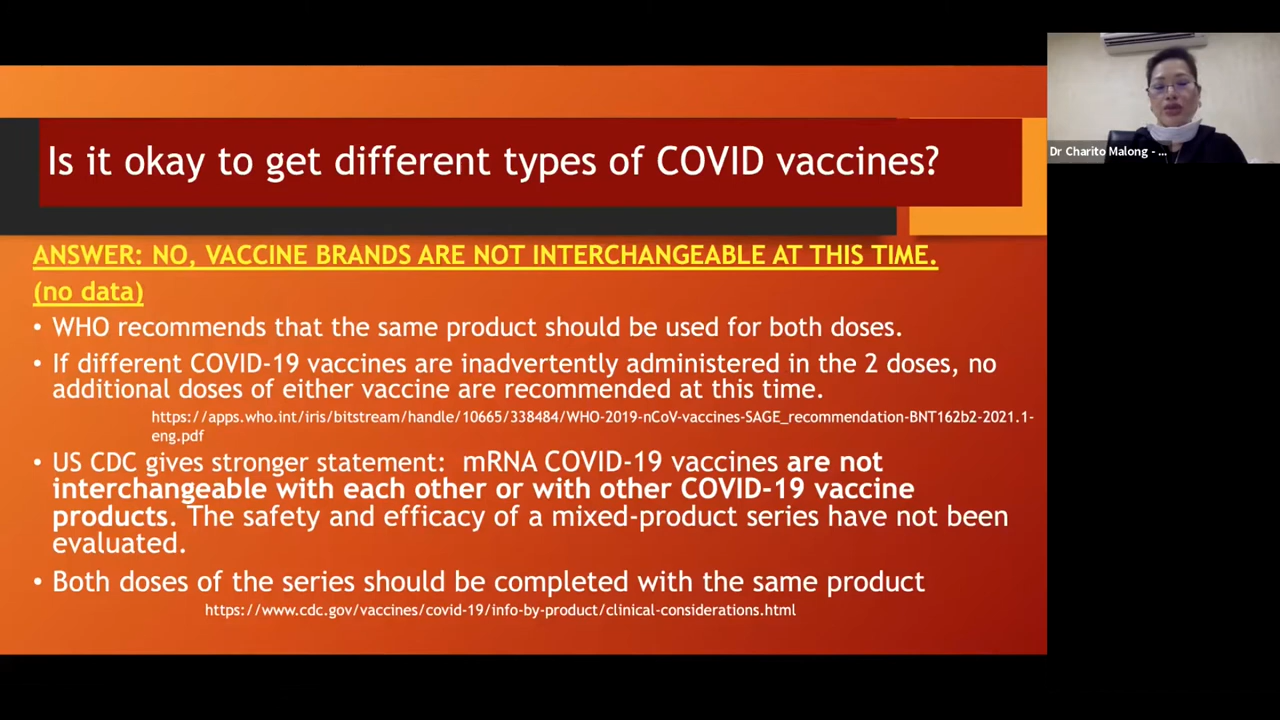 Is it okay to get different types of COVID vaccines?
ANSWER: NO, VACCINE BRANDS ARE NOT INTERCHANGEABLE AT THIS TIME.
(no data)
• WHO recommends that the same product should be used for both doses.
• If different COVID-19 vaccines are inadvertently administered in the 2 doses, no
additional doses of either vaccine are recommended at this time.
https://apps.who.int/iris/bitstream/handle/10665/338484/WHO-2019-nCoV-vaccines-SAGE_recommendation-BNT162b2-2021.1-
eng.pdf
• US CDC gives stronger statement: mRNA COVID-19 vaccines are not
interchangeable with each other or with other COVID-19 vaccine
products. The safety and efficacy of a mixed-product series have not been
evaluated.
• Both doses of the series should be completed with the same product
https://www.cdc.gov/vaccines/covid-19/info-by-product/clinical-considerations.html
Dr Charito Malong - ...